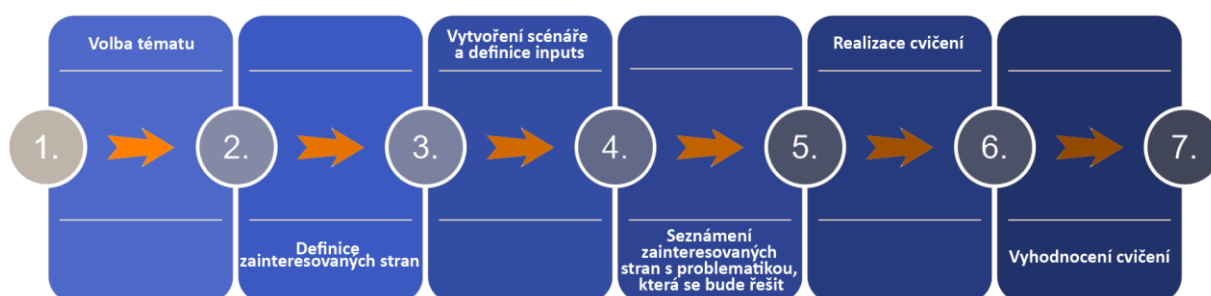 Volba tématu
Vytvoření scénáře
a definice inputs
Realizace cvičení
1.
2.
3.
4.
5.
6.
7.
Definice
zainteresovaných stran
Seznámení
zainteresovaných
stran s problematikou,
která se bude řešit
Vyhodnocení cvičení